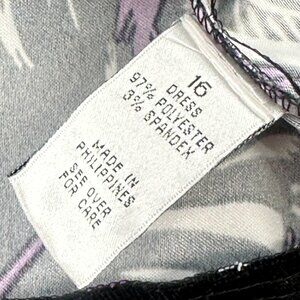 16
DRESS
97% POLYESTER
3% SPANDEX
MADE IN
PHILIPPINES
SEE OVER
FOR CARE